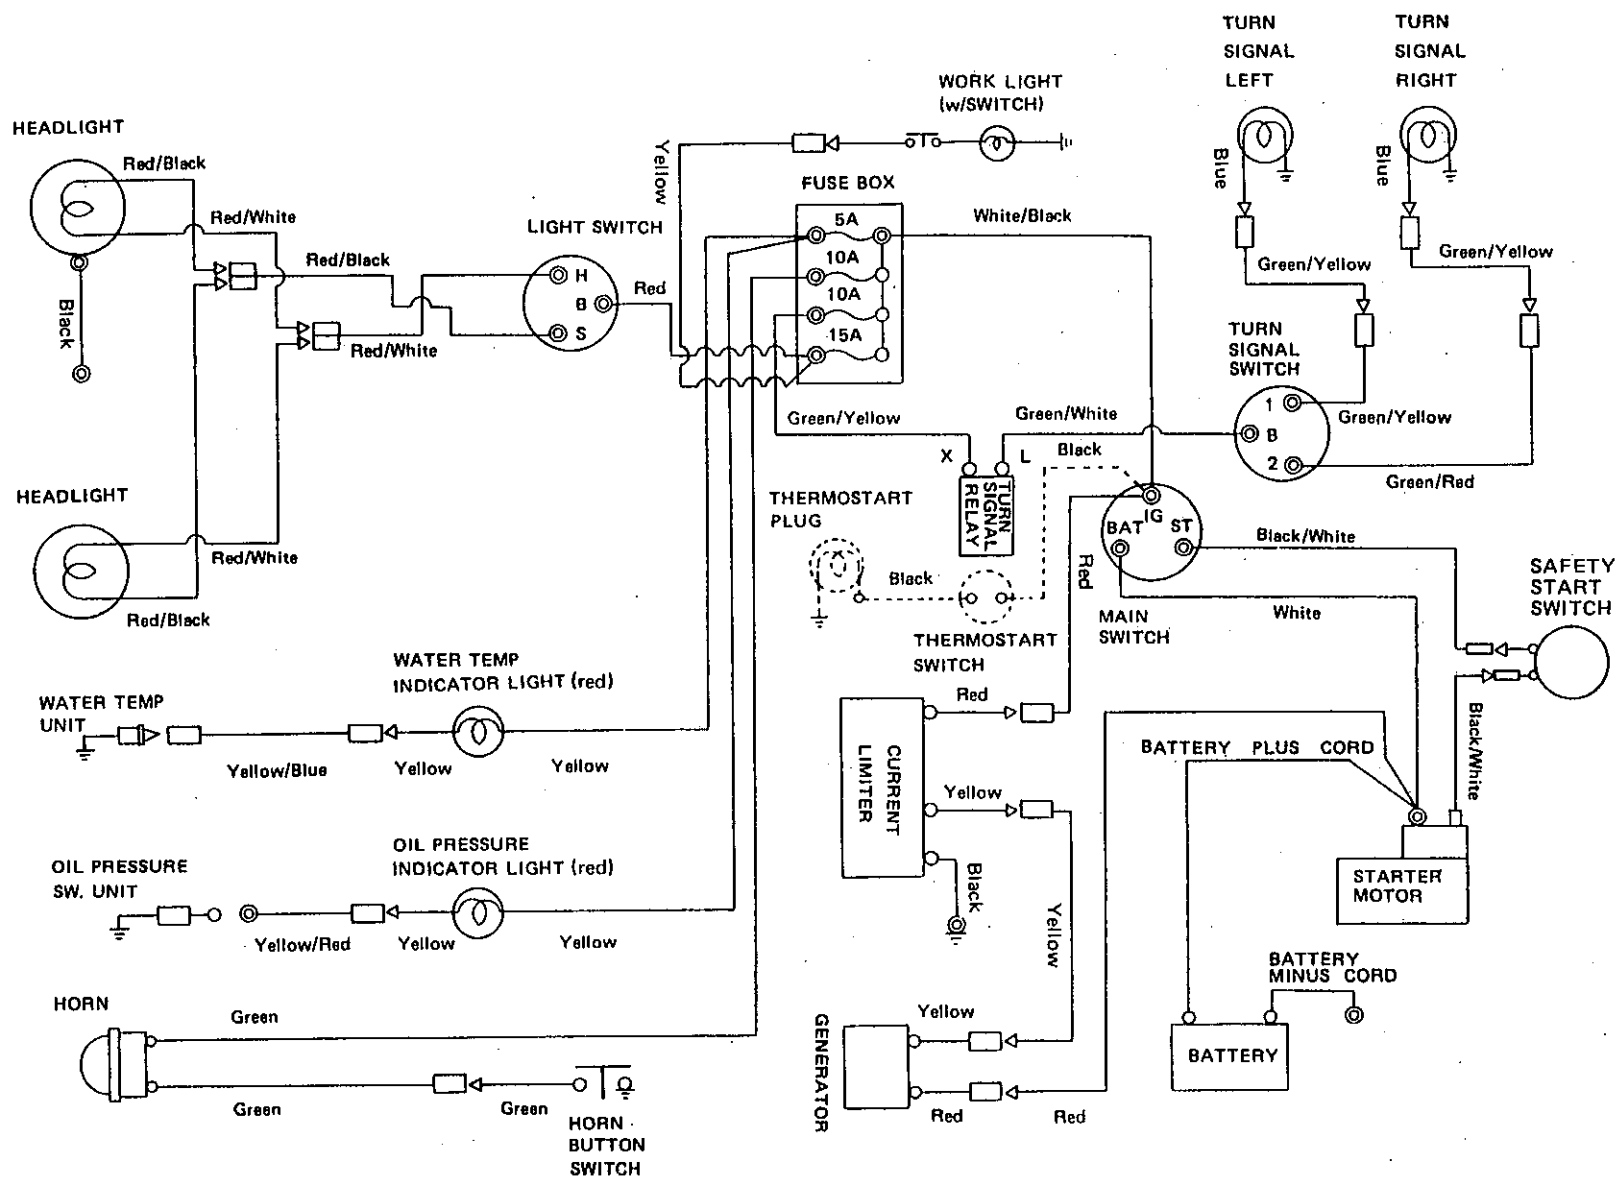 TURN
SIGNAL
LEFT
TURN
SIGNAL
RIGHT
WORK LIGHT
(w/SWITCH)
HEADLIGHT
Red/Black
Yellow
FUSE BOX
Blue
Blue
Red/White
LIGHT SWITCH
5A
White/Black
Red/Black
H
B
S
Red
10A
10A
15A
Green/Yellow
Green/Yellow
Black
Red/White
TURN
SIGNAL
SWITCH
1
B
2
Green/Yellow
Green/Yellow
Green/White
Black
X
L
Green/Red
HEADLIGHT
THERMOSTART
PLUG
TURN
SIGNAL
RELAY
BAT
IG
ST
Black/White
Red/White
Black
Red
SAFETY
START
SWITCH
Red/Black
White
MAIN
SWITCH
THERMOSTART
SWITCH
WATER TEMP
INDICATOR LIGHT (red)
WATER TEMP
UNIT
Red
Yellow/Blue
Yellow
Yellow
CURRENT
LIMITER
Yellow
BATTERY PLUS CORD
Black/White
OIL PRESSURE
INDICATOR LIGHT (red)
OIL PRESSURE
SW. UNIT
Black
STARTER
MOTOR
Yellow/Red
Yellow
Yellow
Yellow
BATTERY
MINUS CORD
HORN
Green
Yellow
GENERATOR
BATTERY
Green
Green
Red
Red
HORN
BUTTON
SWITCH